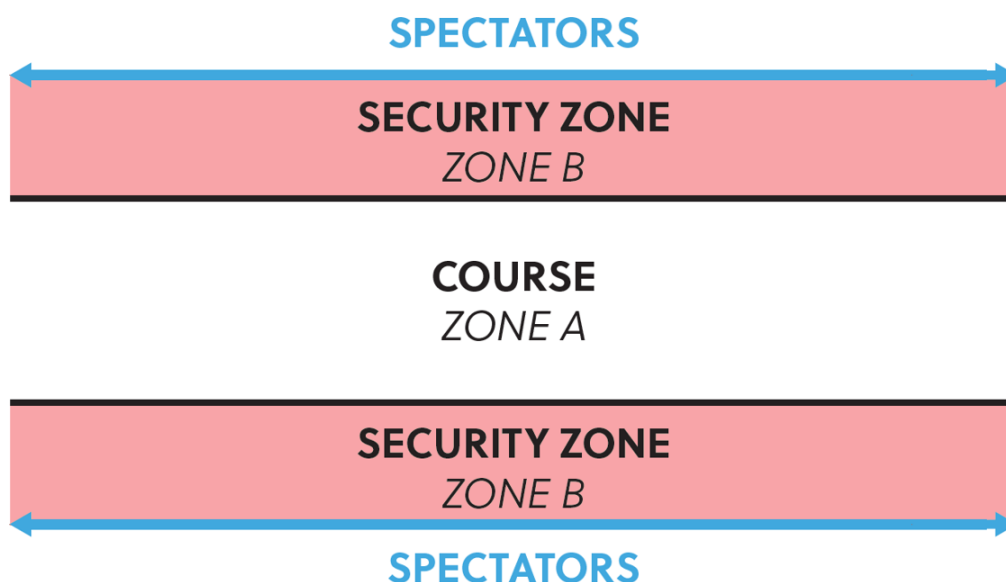 SPECTATORS
SECURITY ZONE
ZONE B
COURSE
ZONE A
SECURITY ZONE
ZONE B
SPECTATORS